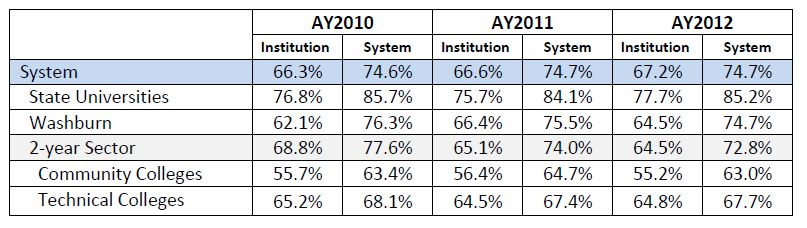 AY2010 AY2011 AY2012
Institution System Institution System Institution System
System 66.3% 74.6% 66.6% 74.7% 67.2% 74.7%
State Universities 76.8% 85.7% 75.7% 84.1% 77.7% 85.2%
Washburn 62.1% 76.3% 66.4% 75.5% 64.5% 74.7%
2-year Sector 68.8% 77.6% 65.1% 74.0% 64.5% 72.8%
Community Colleges 55.7% 63.4% 56.4% 64.7% 55.2% 63.0%
Technical Colleges 65.2% 68.1% 64.5% 67.4% 64.8% 67.7%